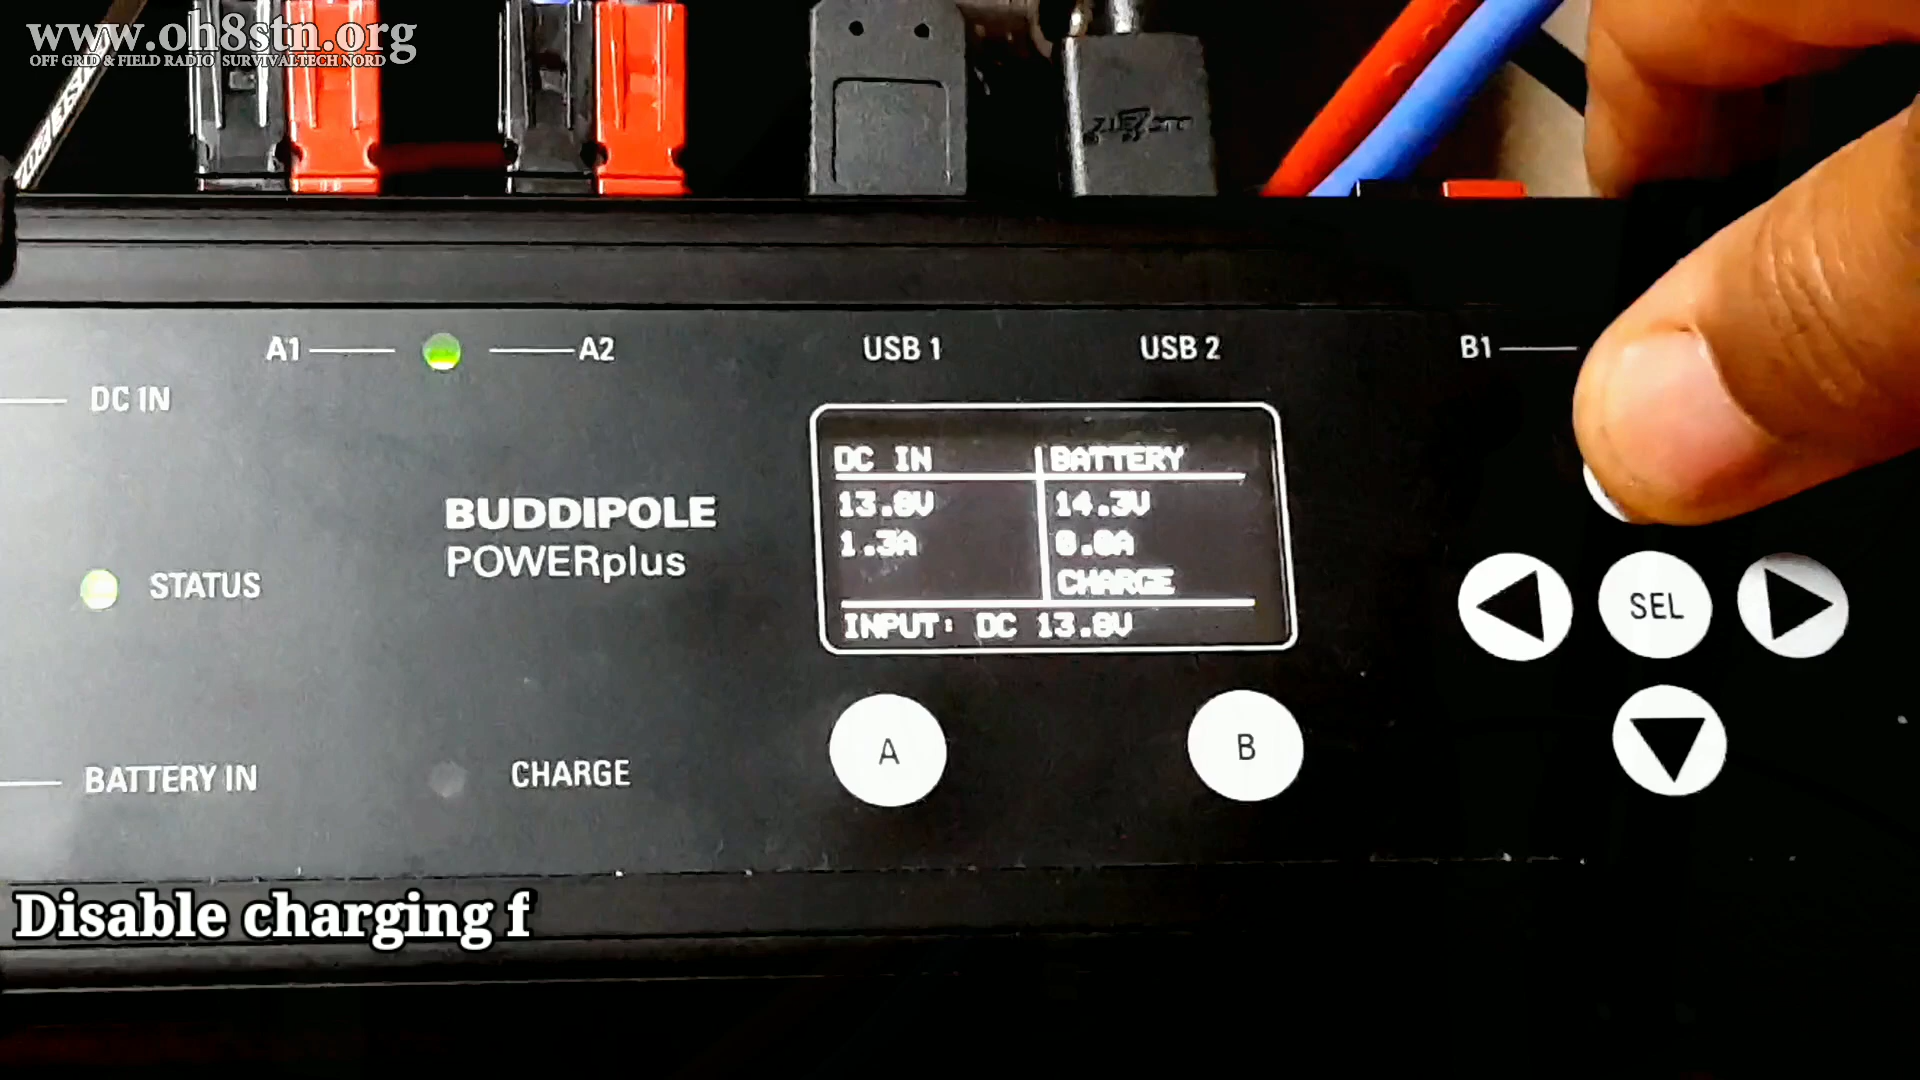 www.oh8stn.org
OFF GRID & FIELD RADIO SURVIVALTECH NORD
A1
A2
USB 1
USB 2
B1
DC IN
DC IN
BATTERY
13.8V
14.3V
1.3A
0.0A
CHARGE
INPUT: DC 13.8V
BUDDIPOLE
POWERplus
STATUS
SEL
A
B
BATTERY IN
CHARGE
Disable charging f